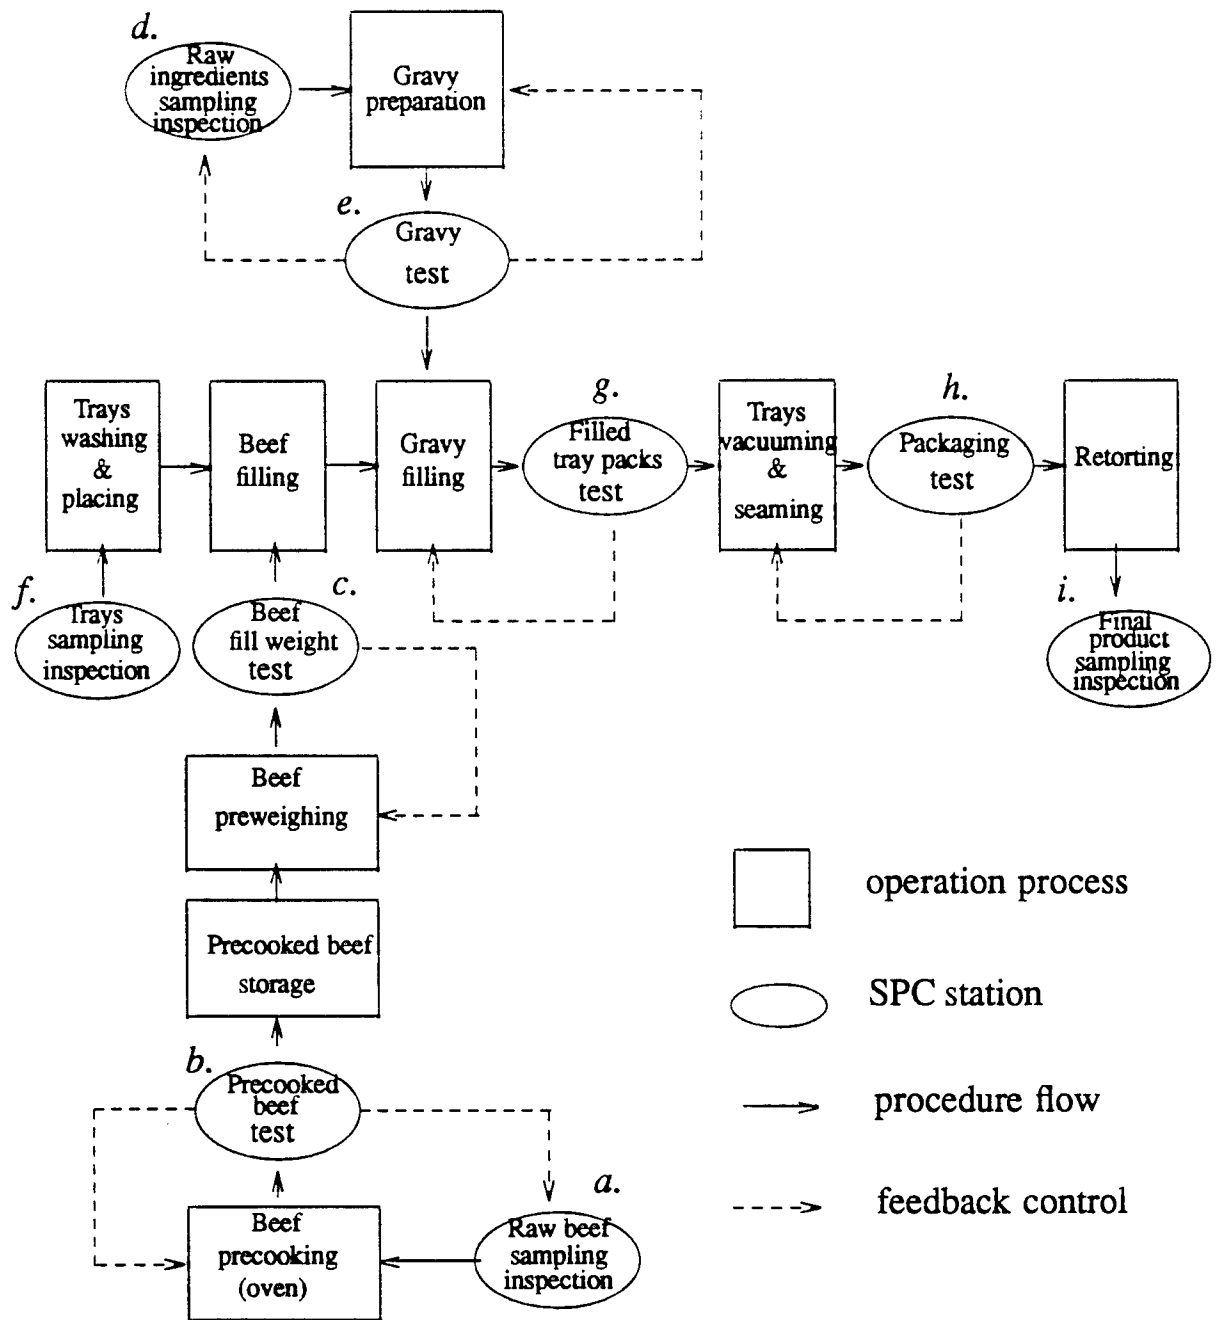 d.
Raw
ingredients
sampling
inspection
Gravy
preparation
e.
Gravy
test
Trays
washing
&
placing
Beef
filling
Gravy
filling
g.
Filled
tray packs
test
Trays
vacuuming
&
seaming
h.
Packaging
test
Retorting
f.
Trays
sampling
inspection
c.
Beef
fill weight
test
i.
Final
product
sampling
inspection
Beef
preweighing
Precooked beef
storage
b.
Precooked
beef
test
a.
Raw beef
sampling
inspection
Beef
precooking
(oven)
operation process
SPC station
procedure flow
feedback control